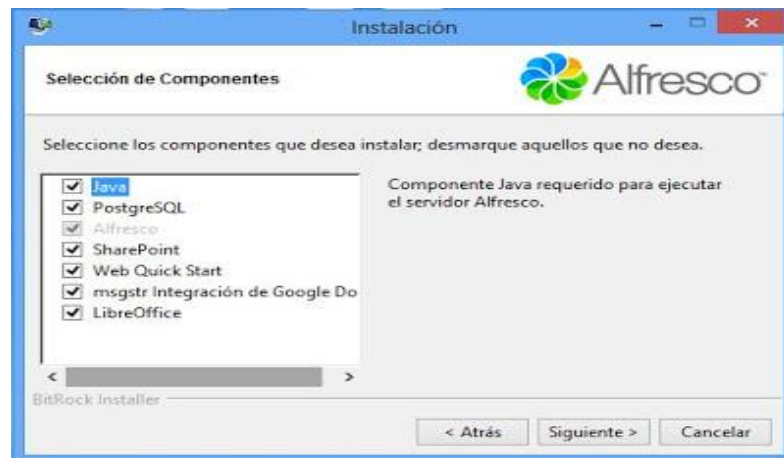 Instalación
Selección de Componentes
Alfresco
Seleccione los componentes que desea instalar; desmarque aquellos que no desea.
Java
PostgreSQL
Alfresco
SharePoint
Web Quick Start
msgstr Integración de Google Do
LibreOffice
Componente Java requerido para ejecutar
el servidor Alfresco.
BitRock Installer
< Atrás
Siguiente >
Cancelar